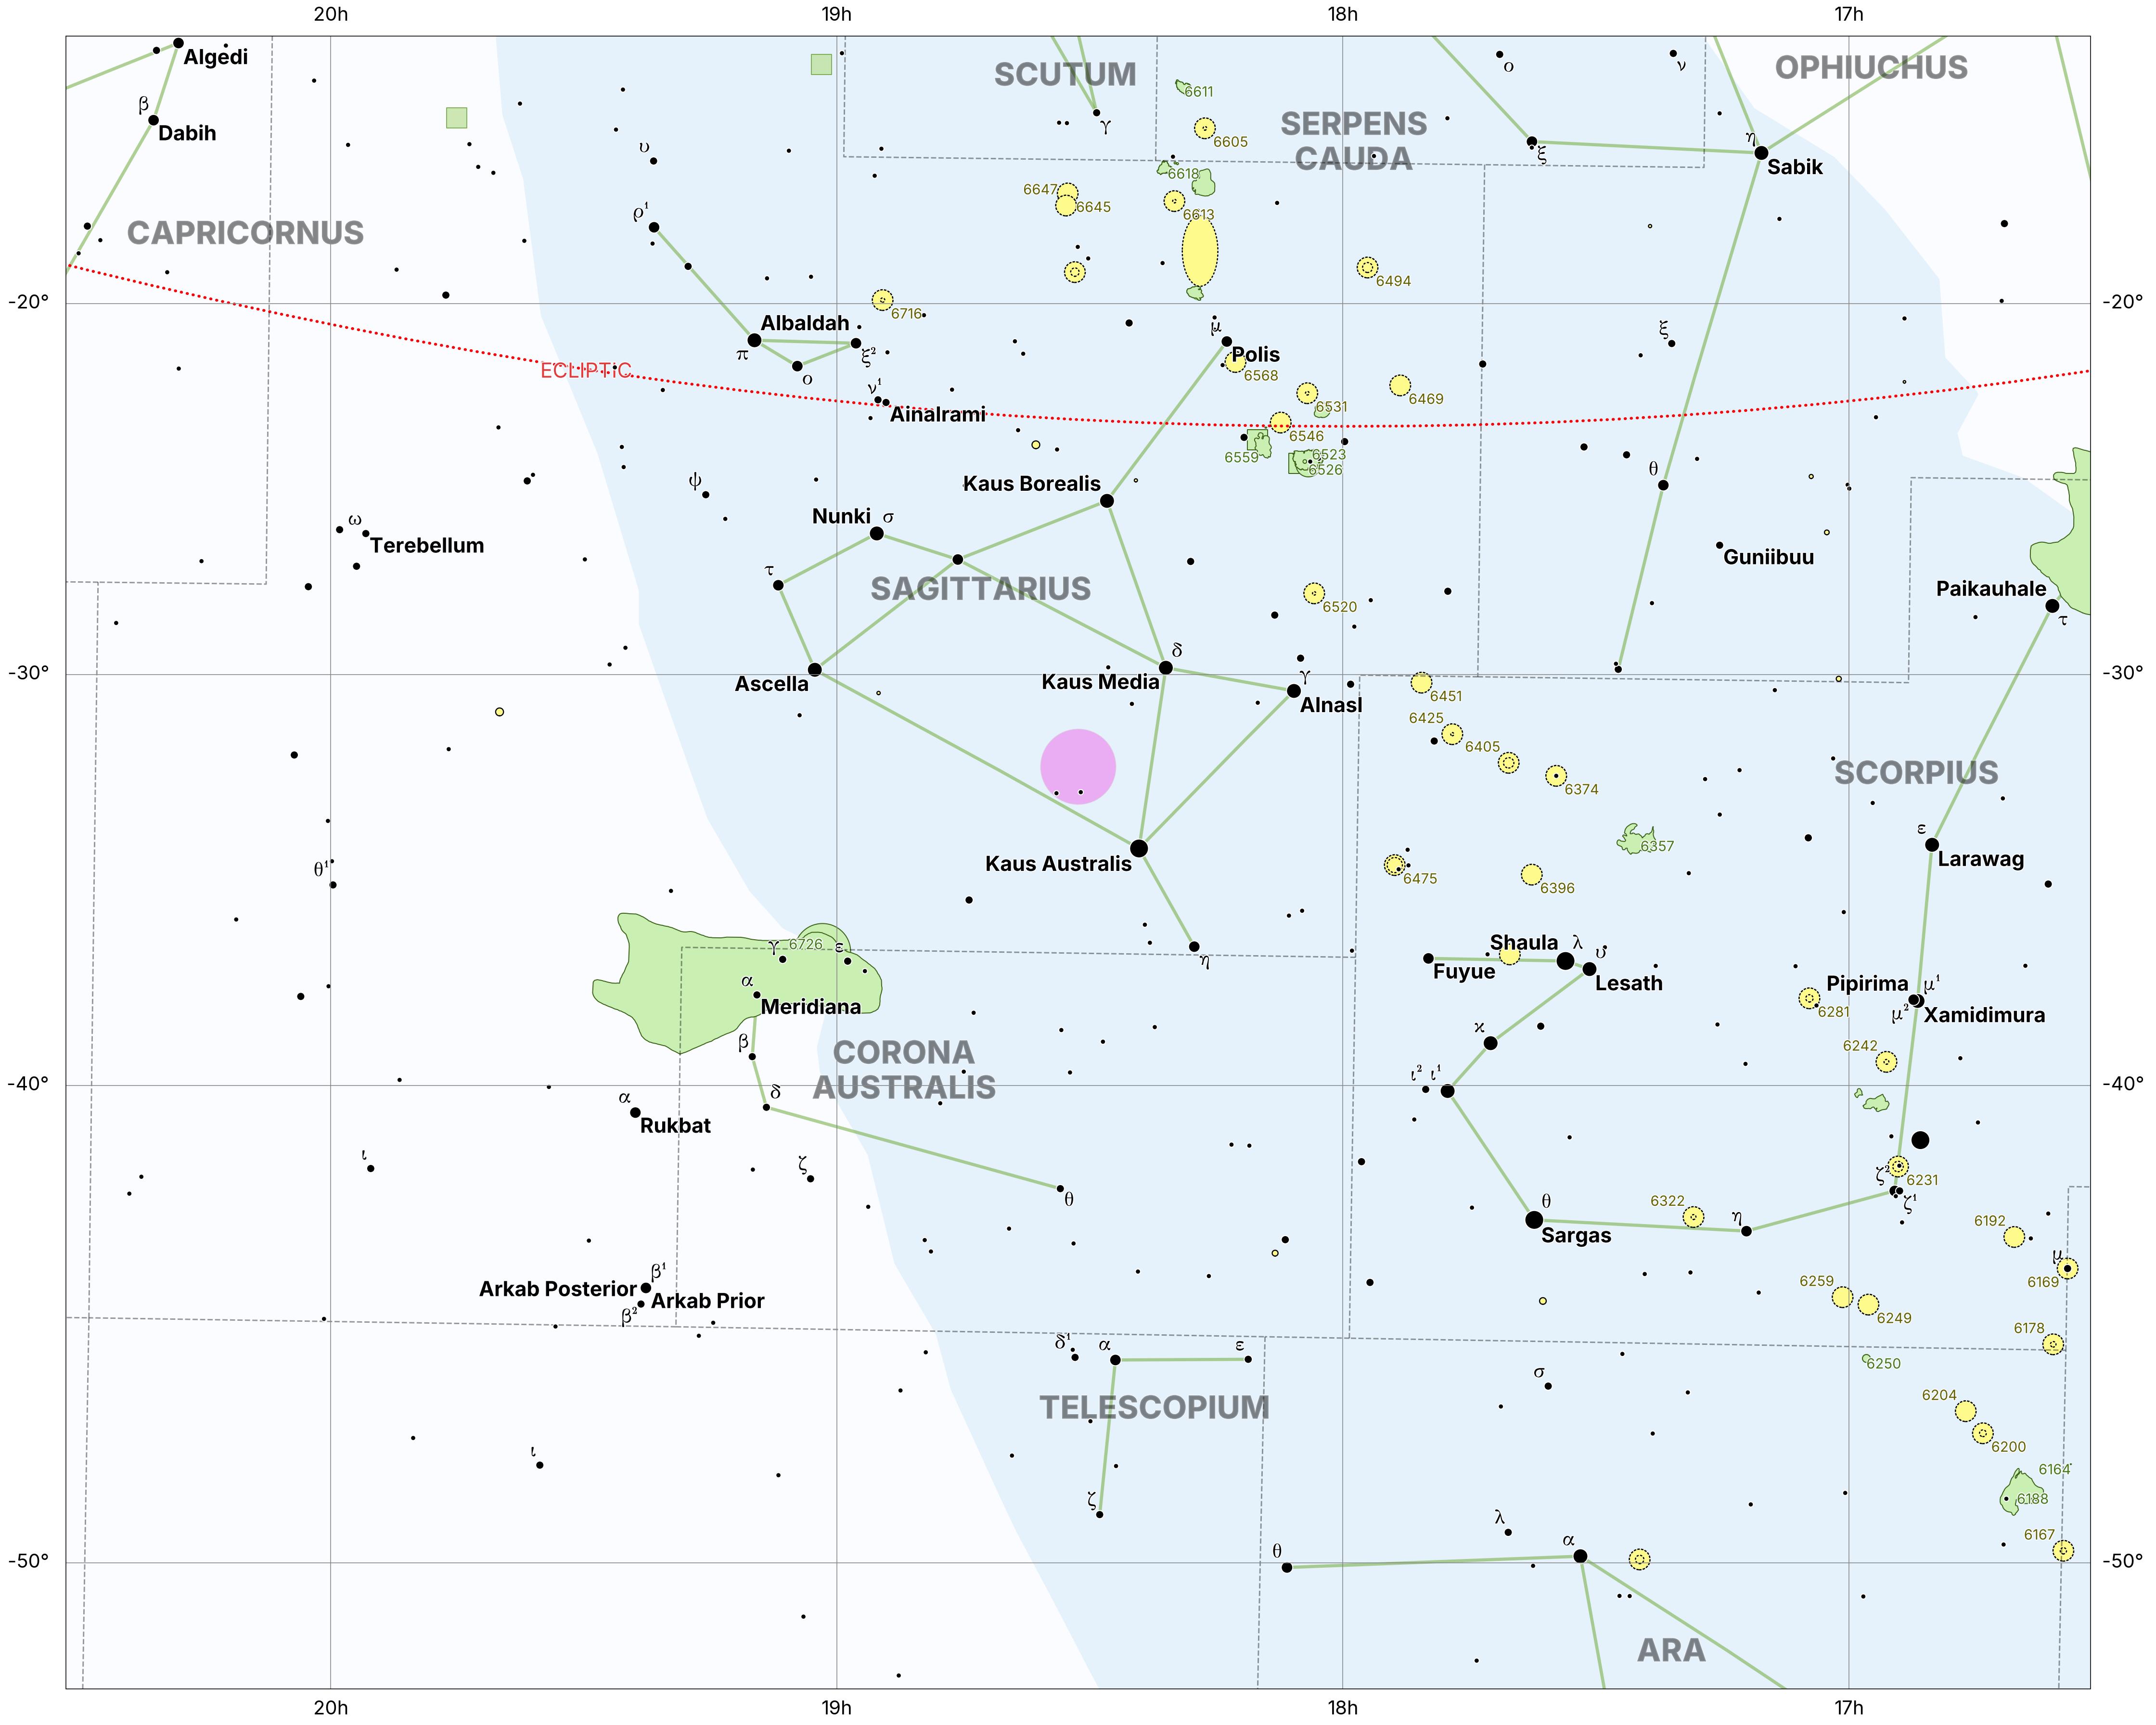 20h
19h
18h
17h
Algedi
SCUTUM
OPHIUCHUS
ο
ν
6611
β
Dabih
γ
SERPENS
CAUDA
6605
ξ
η
Sabik
υ
6618
6647
6645
6613
ρ¹
CAPRICORNUS
6494
-20°
-20°
6716
Albaldah
π
ξ²
ο
μ
Polis
ξ
6568
ECLIPTIC
ν¹
Ainalrami
6531
6469
6546
6559
6523
6526
θ
ψ
Kaus Borealis
Nunki
σ
ω
Terebellum
Guniibuu
τ
SAGITTARIUS
Paikauhale
τ
6520
-30°
-30°
Ascella
δ
Kaus Media
γ
Alnasl
6451
6425
6405
6374
SCORPIUS
ε
Larawag
6357
Kaus Australis
θ¹
6475
6396
γ
6726
ε
η
Shaula
λ
υ
Fuyue
Lesath
α
Meridiana
Pipirima
μ¹
μ²
Xamidimura
6281
β
CORONA
AUSTRALIS
ϰ
6242
-40°
-40°
ι²
ι¹
δ
α
Rukbat
ι
ζ
θ
ζ²
6231
ζ¹
θ
Sargas
6322
η
6192
μ
6169
β¹
Arkab Posterior
Arkab Prior
β²
6259
6249
6178
δ¹
α
ε
6250
TELESCOPIUM
σ
6204
6200
ι
6164
ζ
6188
λ
6167
α
θ
-50°
-50°
ARA
20h
19h
18h
17h